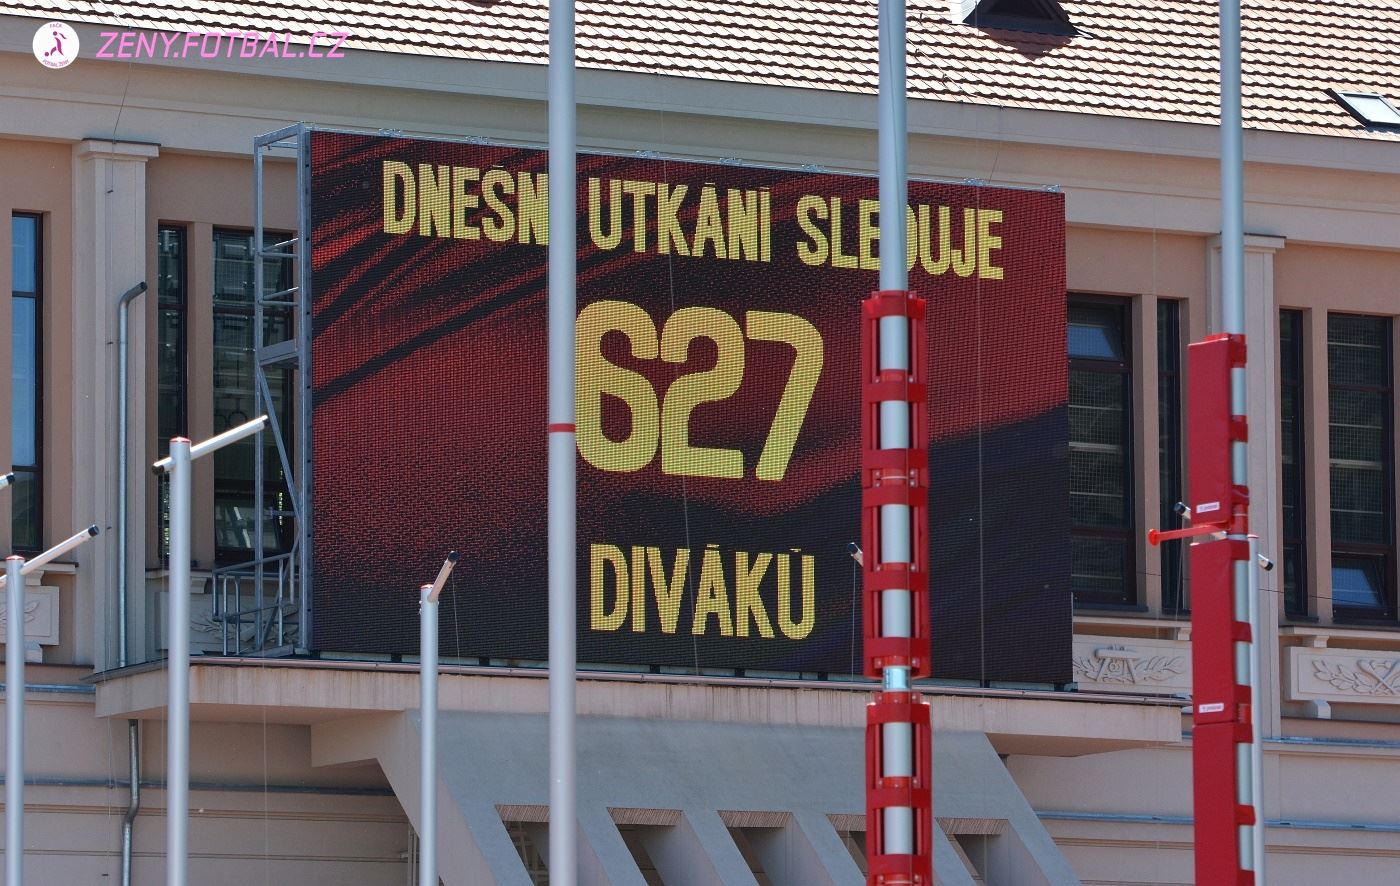 ZENY.FOTBAL.CZ
DNEŠNÍ UTKÁNÍ SLEDUJE
627
DIVÁKŮ